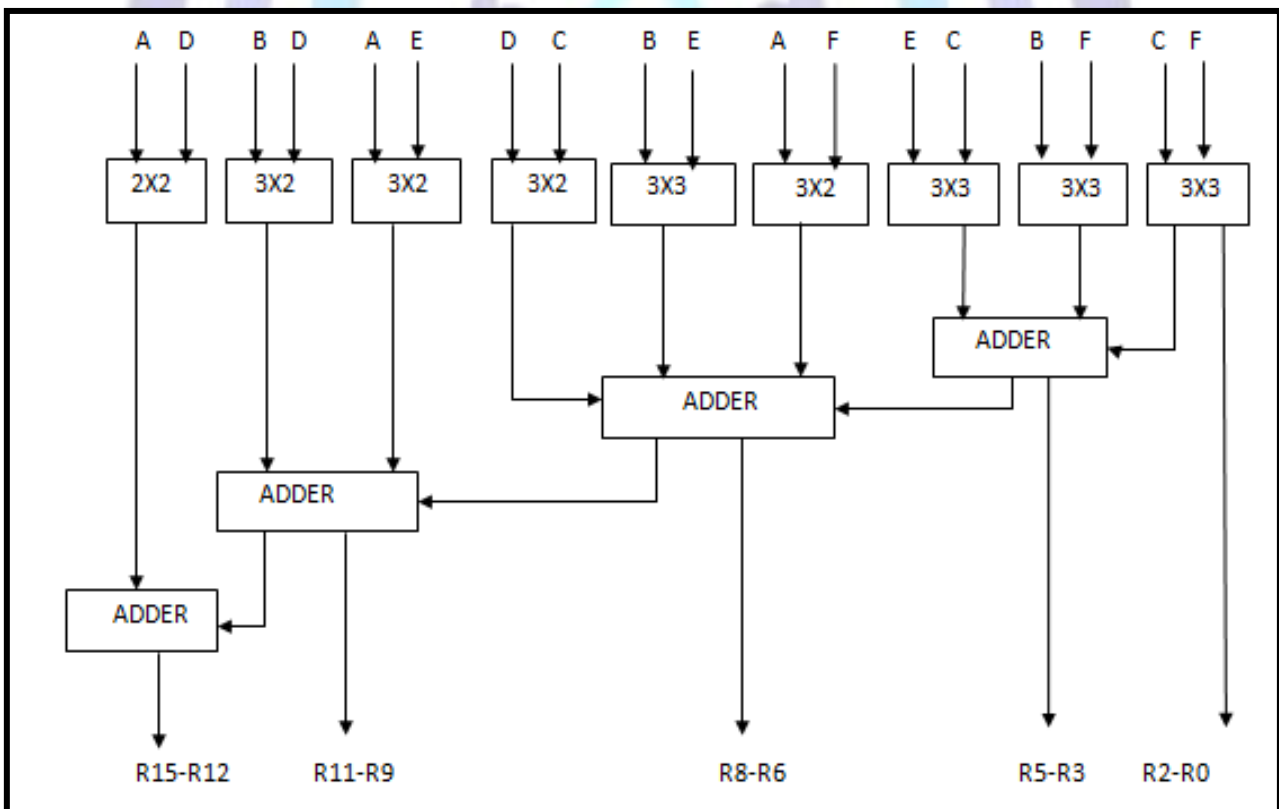 A D B D A E D C B E A F E C B F C F
2X2 3X2 3X2 3X2 3X3 3X2 3X3 3X3 3X3
ADDER
ADDER
ADDER
ADDER
R15-R12 R11-R9 R8-R6 R5-R3 R2-R0